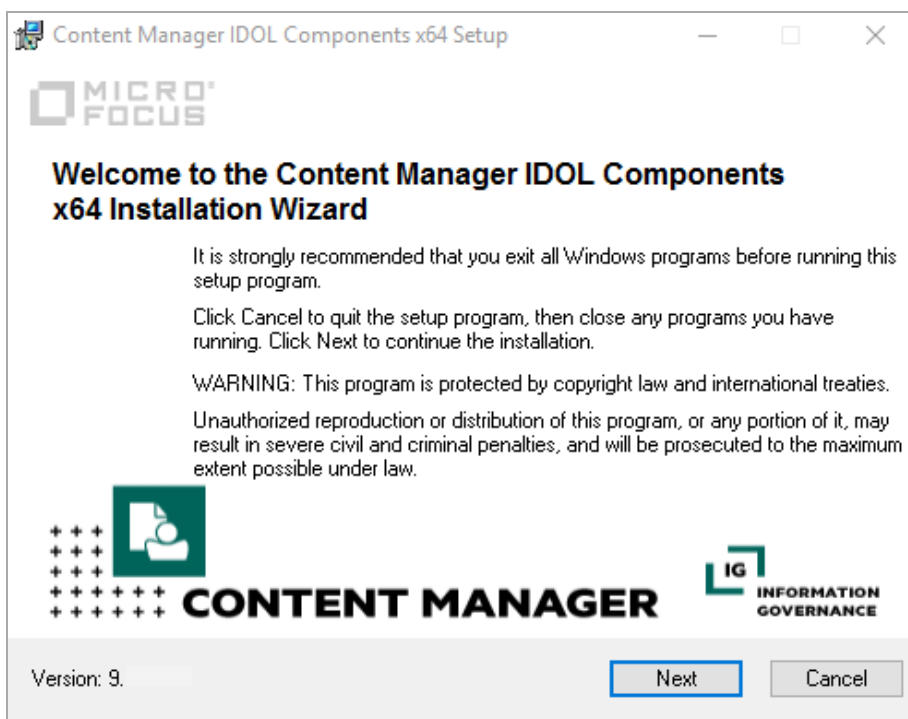 Content Manager IDOL Components x64 Setup
MICRO
FOCUS
Welcome to the Content Manager IDOL Components
x64 Installation Wizard
It is strongly recommended that you exit all Windows programs before running this
setup program.
Click Cancel to quit the setup program, then close any programs you have
running. Click Next to continue the installation.
WARNING: This program is protected by copyright law and international treaties.
Unauthorized reproduction or distribution of this program, or any portion of it, may
result in severe civil and criminal penalties, and will be prosecuted to the maximum
extent possible under law.
CONTENT MANAGER
IG
INFORMATION
GOVERNANCE
Version: 9.
Next
Cancel